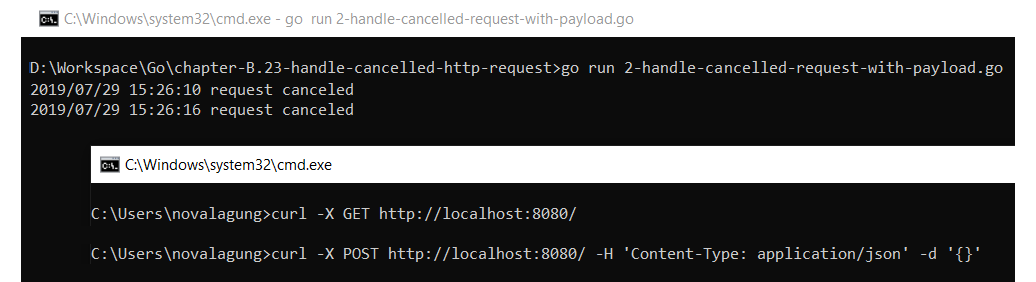 C:\Windows\system32\cmd.exe - go  run 2-handle-cancelled-request-with-payload.go
D:\Workspace\Go\chapter-B.23-handle-cancelled-http-request>go run 2-handle-cancelled-request-with-payload.go
2019/07/29 15:26:10 request canceled
2019/07/29 15:26:16 request canceled
C:\Windows\system32\cmd.exe
C:\Users\novalagung>curl -X GET http://localhost:8080/
C:\Users\novalagung>curl -X POST http://localhost:8080/ -H 'Content-Type: application/json' -d '{}'